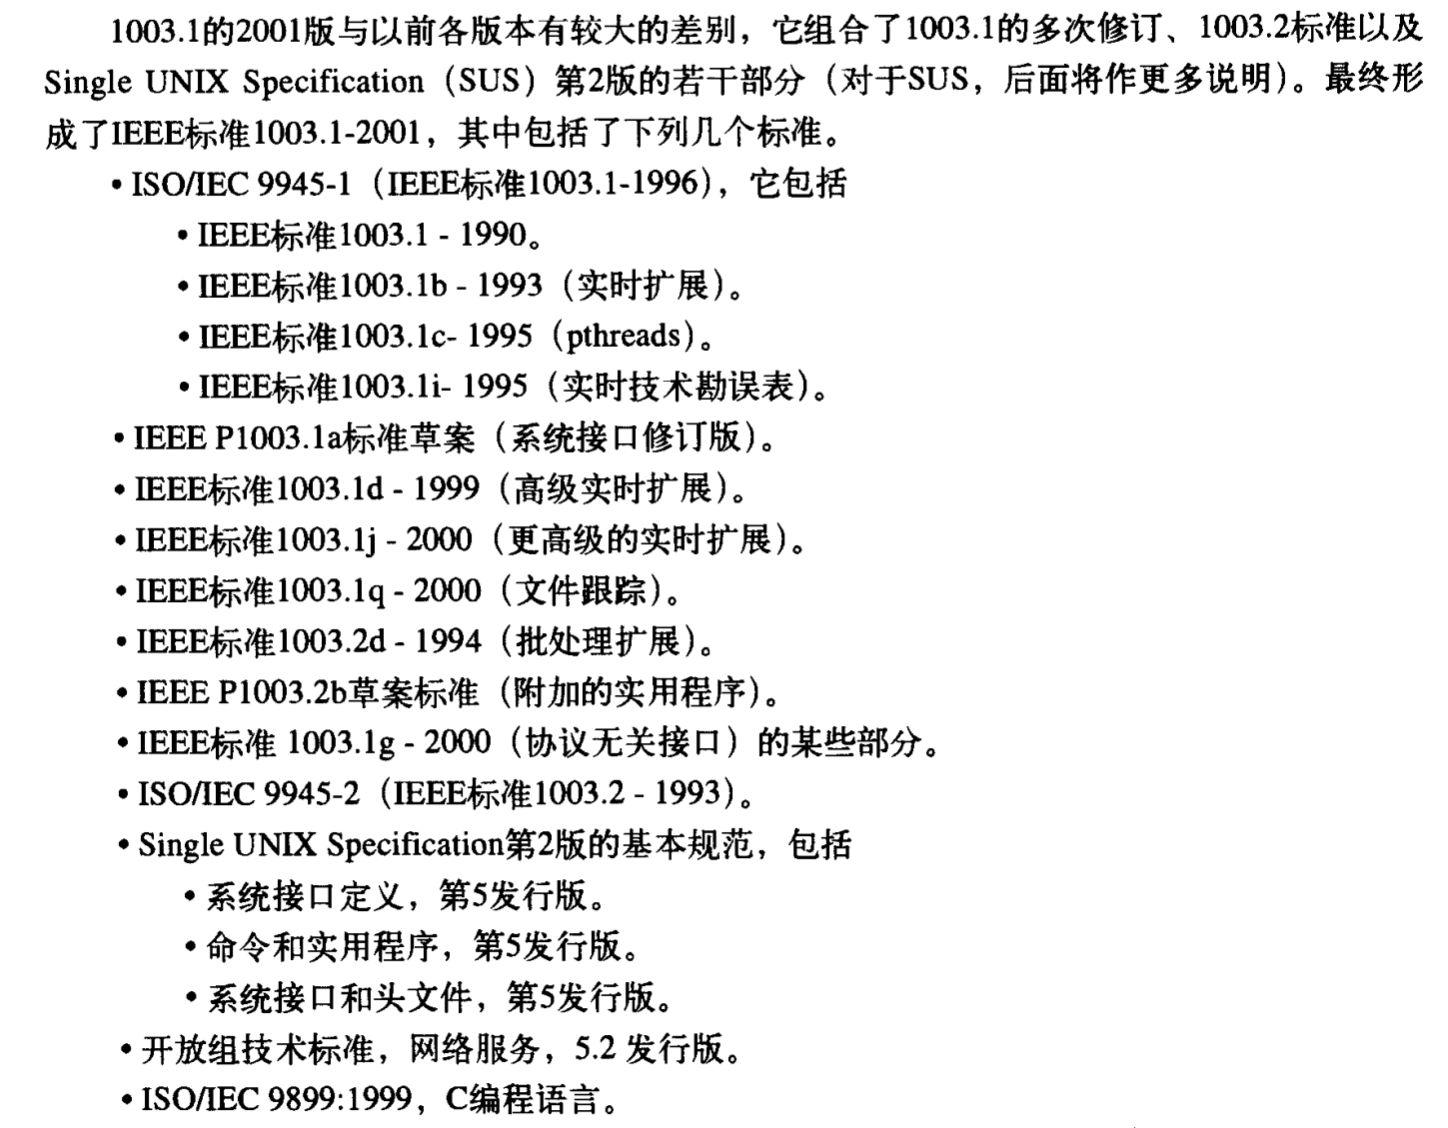 1003.1的2001版与以前各版本有较大的差别，它组合了1003.1的多次修订、1003.2标准以及
Single UNIX Specification（SUS）第2版的若干部分（对于SUS，后面将作更多说明）。最终形
成了IEEE标准1003.1-2001，其中包括了下列几个标准。
• ISO/IEC 9945-1（IEEE标准1003.1-1996），它包括
• IEEE标准1003.1 - 1990。
• IEEE标准1003.1b - 1993（实时扩展）。
• IEEE标准1003.1c- 1995（pthreads）。
• IEEE标准1003.1i- 1995（实时技术勘误表）。
• IEEE P1003.1a标准草案（系统接口修订版）。
• IEEE标准1003.1d - 1999（高级实时扩展）。
• IEEE标准1003.1j - 2000（更高级的实时扩展）。
• IEEE标准1003.1q - 2000（文件跟踪）。
• IEEE标准1003.2d - 1994（批处理扩展）。
• IEEE P1003.2b草案标准（附加的实用程序）。
• IEEE标准 1003.1g - 2000（协议无关接口）的某些部分。
• ISO/IEC 9945-2（IEEE标准1003.2 - 1993）。
• Single UNIX Specification第2版的基本规范，包括
• 系统接口定义，第5发行版。
• 命令和实用程序，第5发行版。
• 系统接口和头文件，第5发行版。
• 开放组技术标准，网络服务，5.2 发行版。
• ISO/IEC 9899:1999，C编程语言。